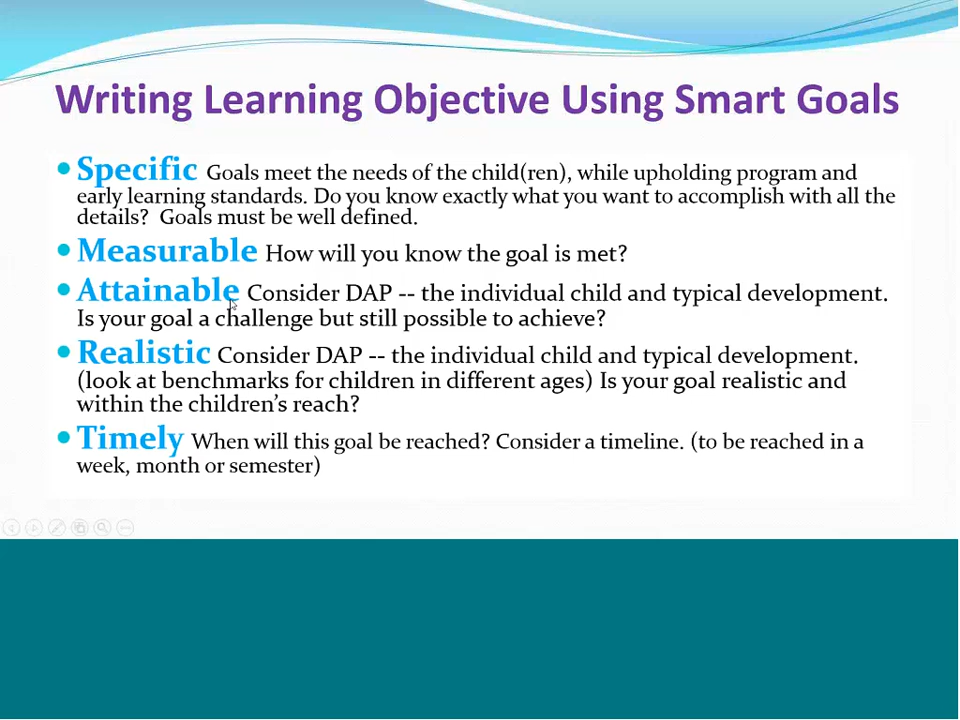 Writing Learning Objective Using Smart Goals
Specific Goals meet the needs of the child(ren), while upholding program and
early learning standards. Do you know exactly what you want to accomplish with all the
details? Goals must be well defined.
Measurable How will you know the goal is met?
Attainable Consider DAP -- the individual child and typical development.
Is your goal a challenge but still possible to achieve?
Realistic Consider DAP -- the individual child and typical development.
(look at benchmarks for children in different ages) Is your goal realistic and
within the children's reach?
Timely When will this goal be reached? Consider a timeline. (to be reached in a
week, month or semester)